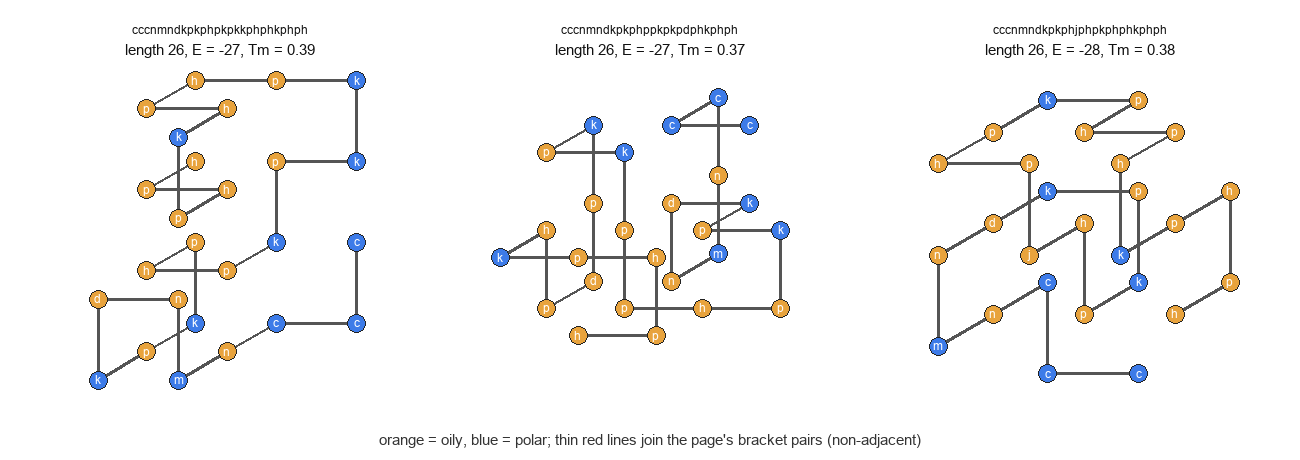 cccnmndkpkphpkpkkphphkphph
length 26, E = -27, Tm = 0.39
h p k
p h
k
h p k
p h
p
p k c
h p
d n
k c c
p n
k m
cccnmndkpkphppkpkpdphkphph
length 26, E = -27, Tm = 0.37
c
k c c
p k
n
p d k
h p k
m
k p h
d n
p p h p
h p
cccnmndkpkphjphpkphphkphph
length 26, E = -28, Tm = 0.38
k p
p h p
h p h
k p h
d h p
n j k
c k p
n p h
m
c c
orange = oily, blue = polar; thin red lines join the page's bracket pairs (non-adjacent)